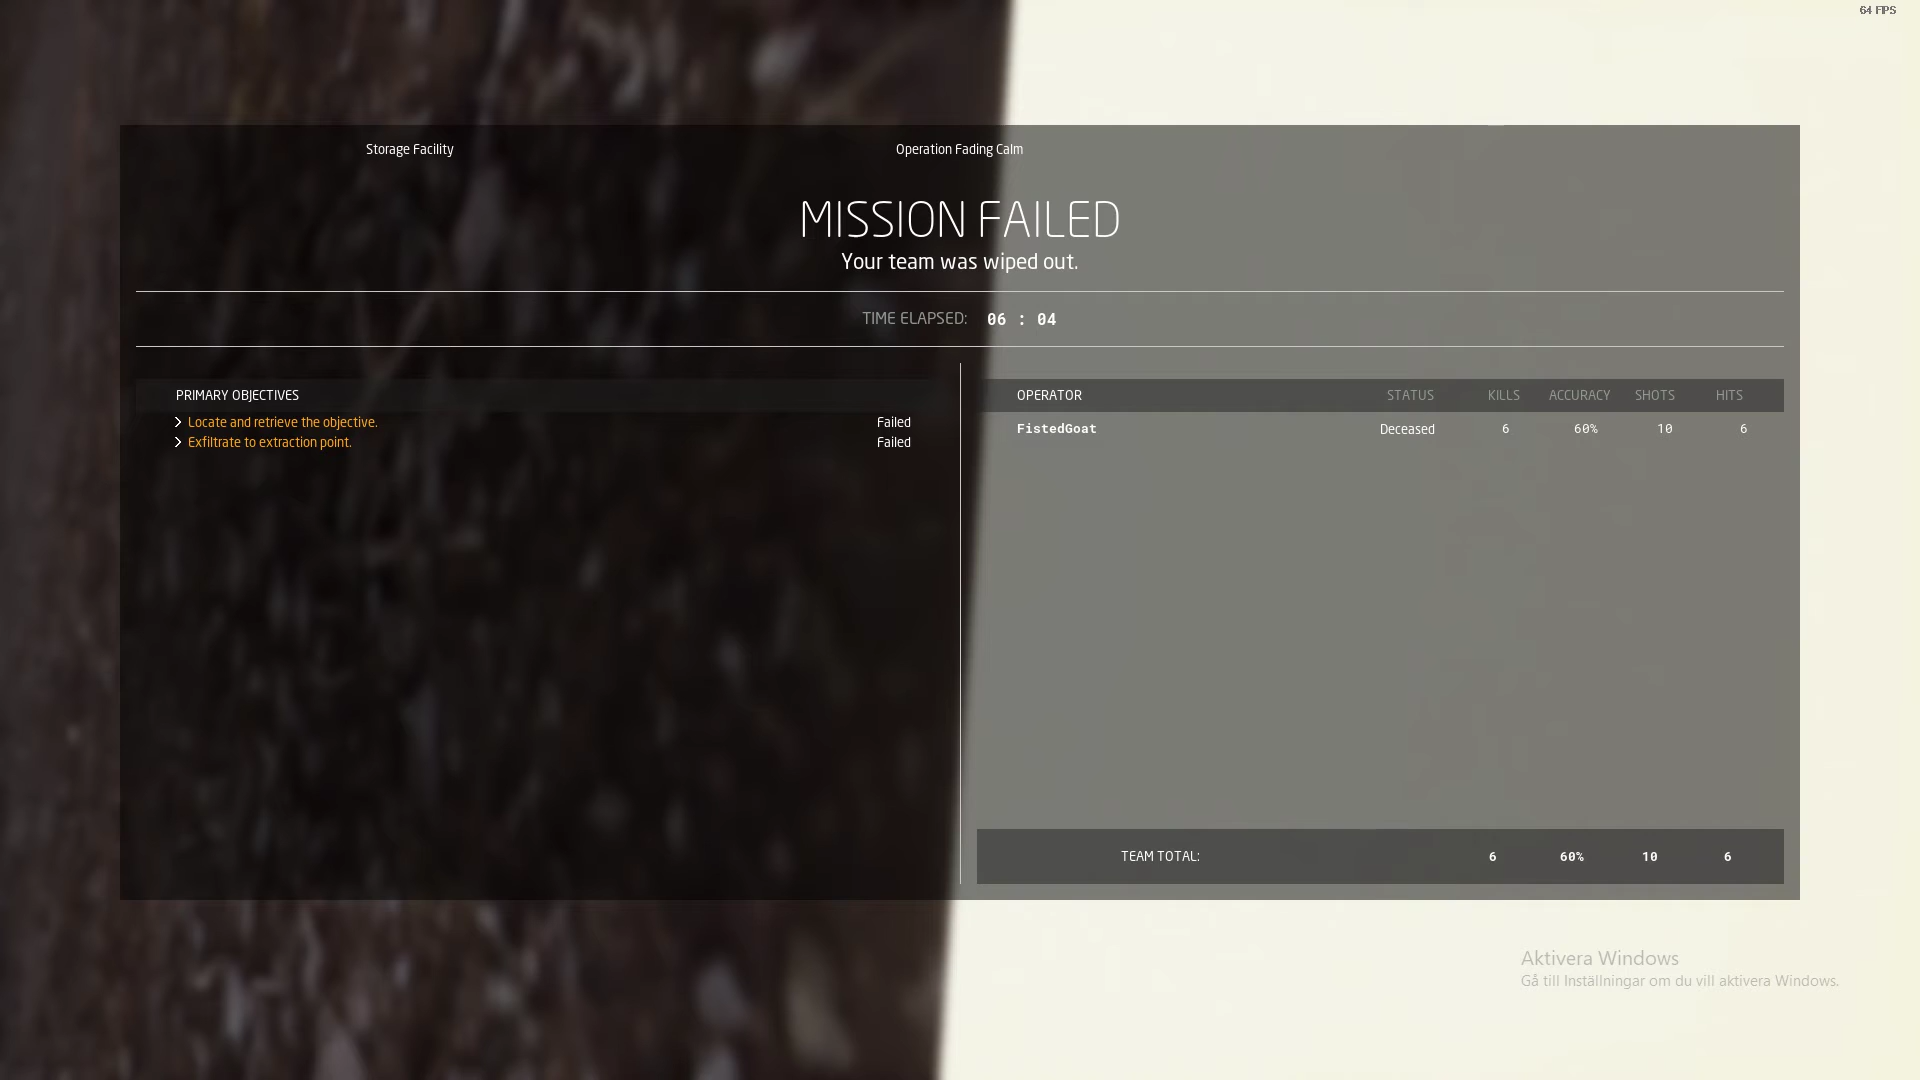 64 FPS
Storage Facility
Operation Fading Calm
MISSION FAILED
Your team was wiped out.
TIME ELAPSED: 06 : 04
PRIMARY OBJECTIVES
Locate and retrieve the objective. Failed
Exfiltrate to extraction point. Failed
OPERATOR STATUS KILLS ACCURACY SHOTS HITS
FistedGoat Deceased 6 60% 10 6
TEAM TOTAL: 6 60% 10 6
Aktivera Windows
Gå till Inställningar om du vill aktivera Windows.